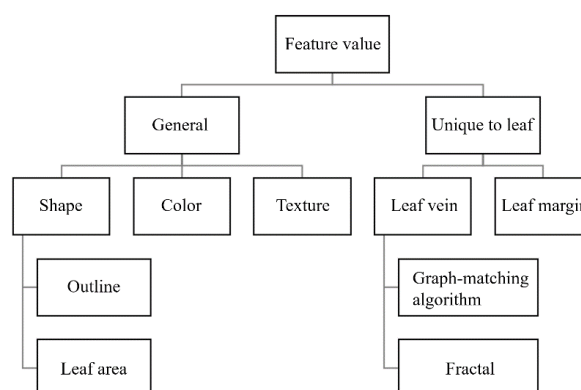 Feature value
General
Unique to leaf
Shape
Color
Texture
Leaf vein
Leaf margin
Outline
Graph-matching
algorithm
Leaf area
Fractal